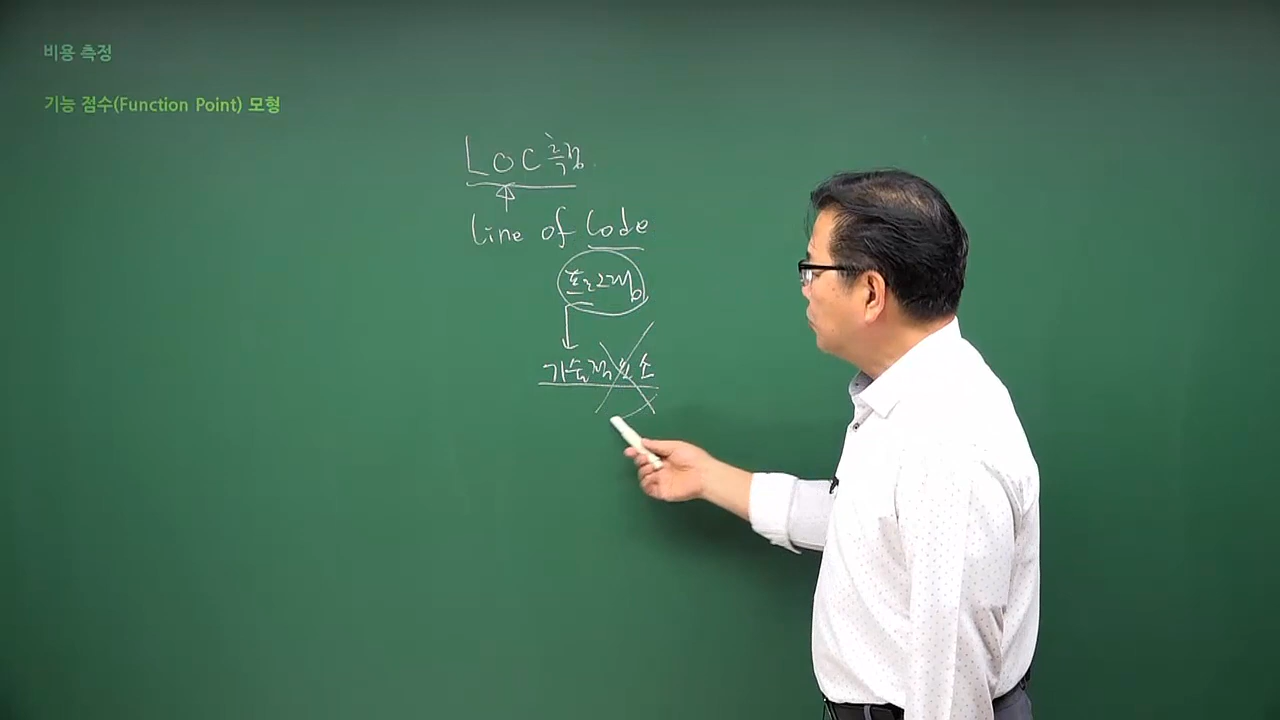 비용 측정
기능 점수(Function Point) 모형
LOC 측정
Line of Code
프로그램
기술적 요소